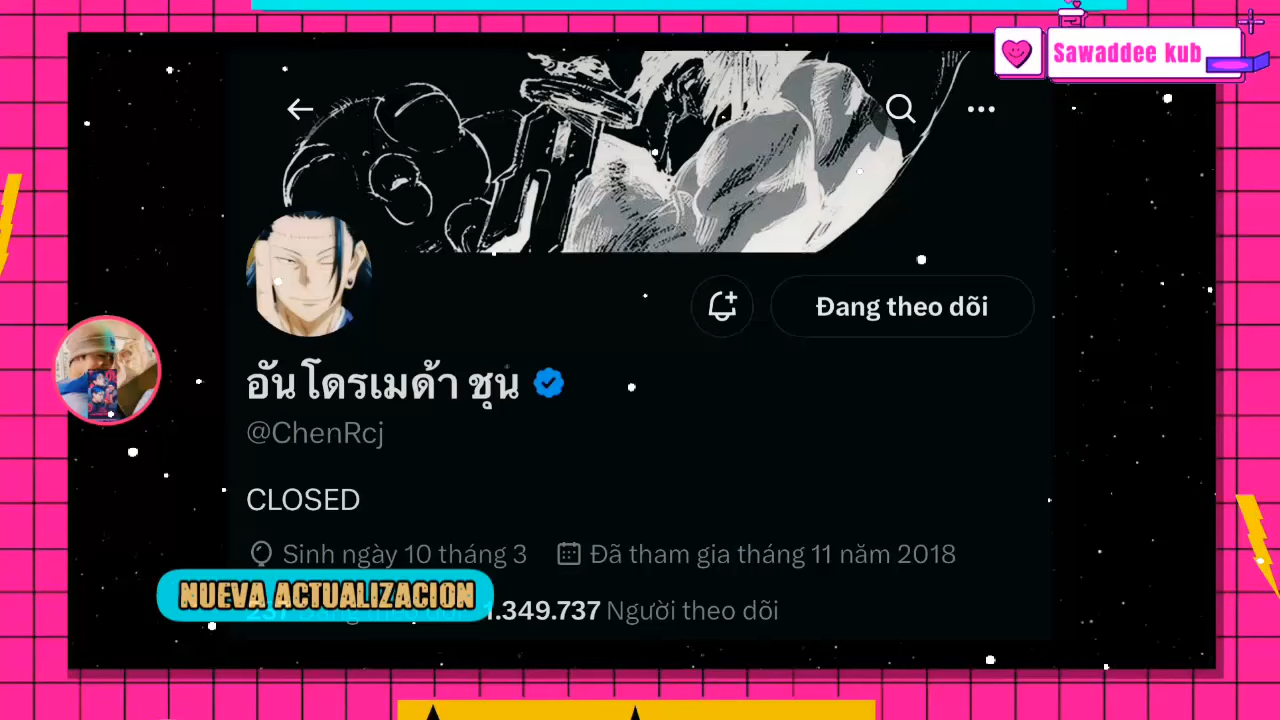 Sawaddee kub
Đang theo dõi
อันโดรเมด้า ชุน
@ChenRcj
CLOSED
Sinh ngày 10 tháng 3 Đã tham gia tháng 11 năm 2018
NUEVA ACTUALIZACION
1.349.737 Người theo dõi